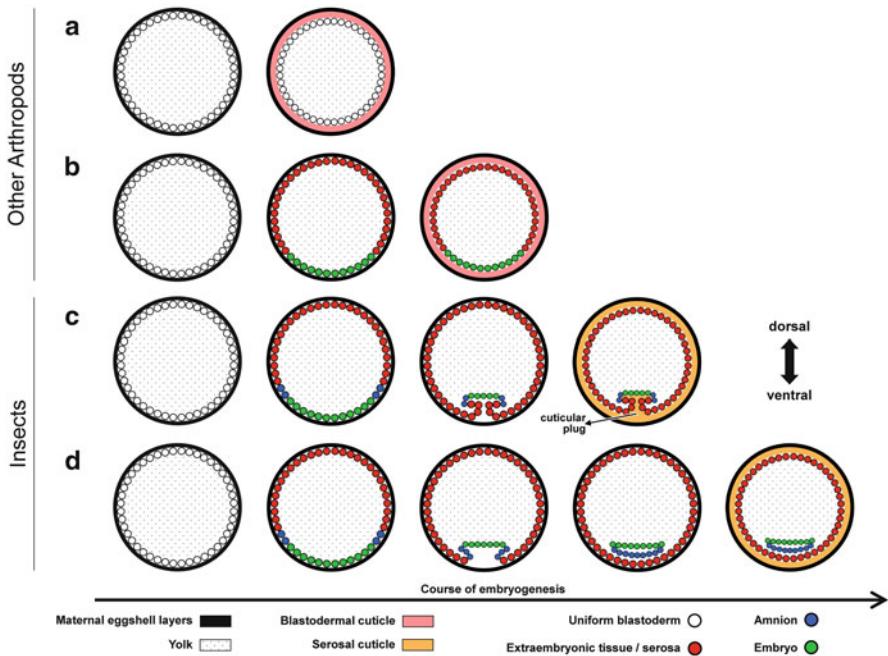 Other Arthropods
a
b
Insects
c
cuticular
plug
dorsal
ventral
d
Course of embryogenesis
Maternal eggshell layers
Blastodermal cuticle
Uniform blastoderm
Amnion
Yolk
Serosal cuticle
Extraembryonic tissue / serosa
Embryo